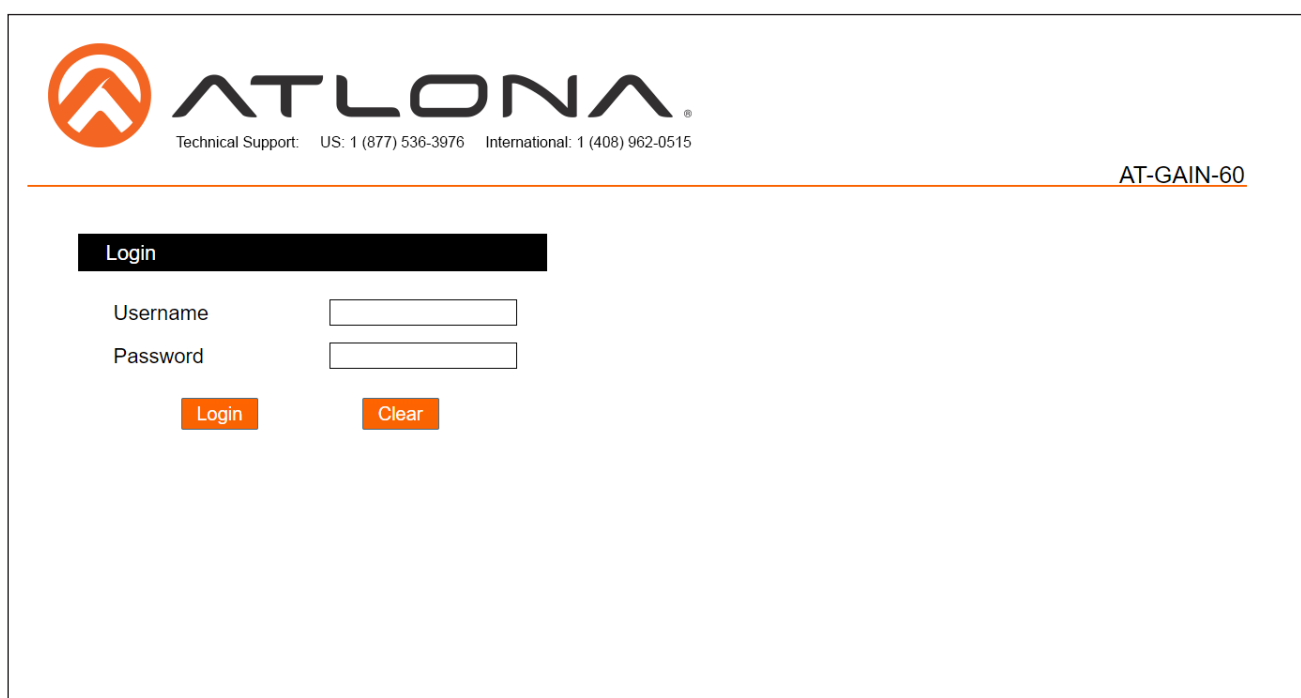 ATLONA®
Technical Support: US: 1 (877) 536-3976 International: 1 (408) 962-0515
AT-GAIN-60
Login
Username
Password
Login Clear